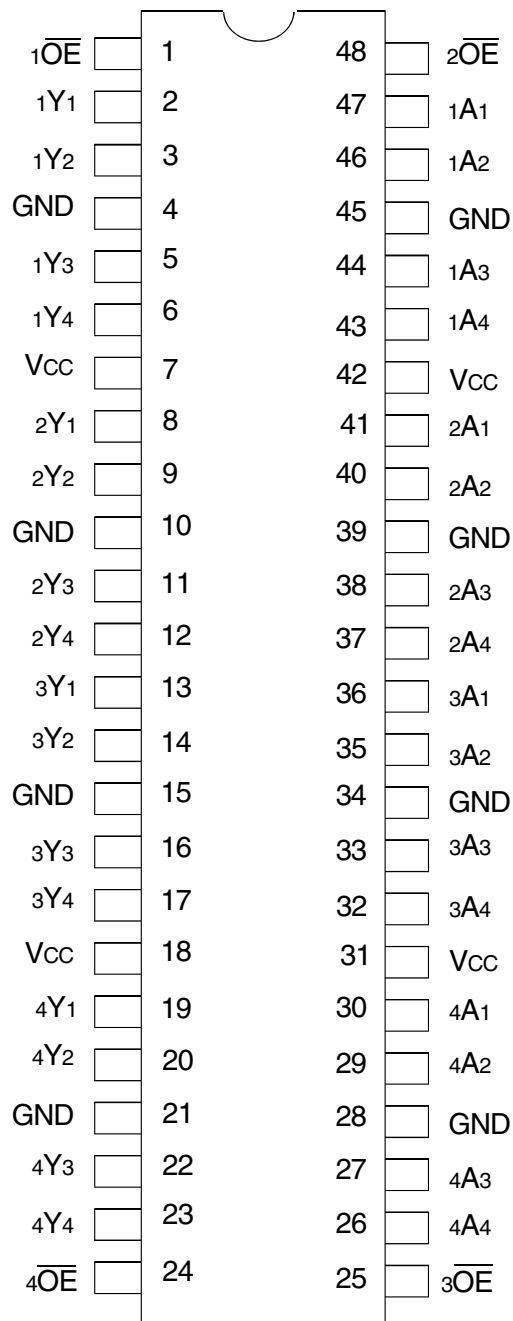 1OE 1 48 2OE
1Y1 2 47 1A1
1Y2 3 46 1A2
GND 4 45 GND
1Y3 5 44 1A3
1Y4 6 43 1A4
VCC 7 42 VCC
2Y1 8 41 2A1
2Y2 9 40 2A2
GND 10 39 GND
2Y3 11 38 2A3
2Y4 12 37 2A4
3Y1 13 36 3A1
3Y2 14 35 3A2
GND 15 34 GND
3Y3 16 33 3A3
3Y4 17 32 3A4
VCC 18 31 VCC
4Y1 19 30 4A1
4Y2 20 29 4A2
GND 21 28 GND
4Y3 22 27 4A3
4Y4 23 26 4A4
4OE 24 25 3OE